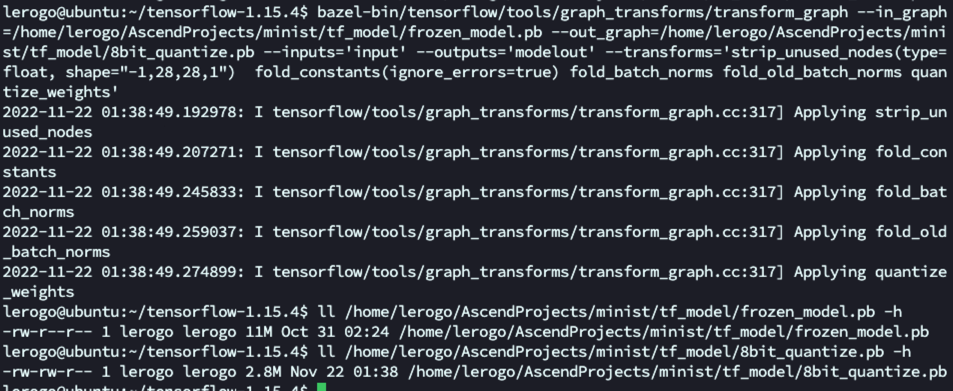 lerogo@ubuntu:~/tensorflow-1.15.4$ bazel-bin/tensorflow/tools/graph_transforms/transform_graph --in_graph
=/home/lerogo/AscendProjects/minist/tf_model/frozen_model.pb --out_graph=/home/lerogo/AscendProjects/mini
st/tf_model/8bit_quantize.pb --inputs='input' --outputs='modelout' --transforms='strip_unused_nodes(type=
float, shape="-1,28,28,1")  fold_constants(ignore_errors=true) fold_batch_norms fold_old_batch_norms quan
tize_weights'
2022-11-22 01:38:49.192978: I tensorflow/tools/graph_transforms/transform_graph.cc:317] Applying strip_un
used_nodes
2022-11-22 01:38:49.207271: I tensorflow/tools/graph_transforms/transform_graph.cc:317] Applying fold_con
stants
2022-11-22 01:38:49.245833: I tensorflow/tools/graph_transforms/transform_graph.cc:317] Applying fold_bat
ch_norms
2022-11-22 01:38:49.259037: I tensorflow/tools/graph_transforms/transform_graph.cc:317] Applying fold_old
_batch_norms
2022-11-22 01:38:49.274899: I tensorflow/tools/graph_transforms/transform_graph.cc:317] Applying quantize
_weights
lerogo@ubuntu:~/tensorflow-1.15.4$ ll /home/lerogo/AscendProjects/minist/tf_model/frozen_model.pb -h
-rw-r--r-- 1 lerogo lerogo 11M Oct 31 02:24 /home/lerogo/AscendProjects/minist/tf_model/frozen_model.pb
lerogo@ubuntu:~/tensorflow-1.15.4$ ll /home/lerogo/AscendProjects/minist/tf_model/8bit_quantize.pb -h
-rw-rw-r-- 1 lerogo lerogo 2.8M Nov 22 01:38 /home/lerogo/AscendProjects/minist/tf_model/8bit_quantize.pb
lerogo@ubuntu:~/tensorflow-1.15.4$